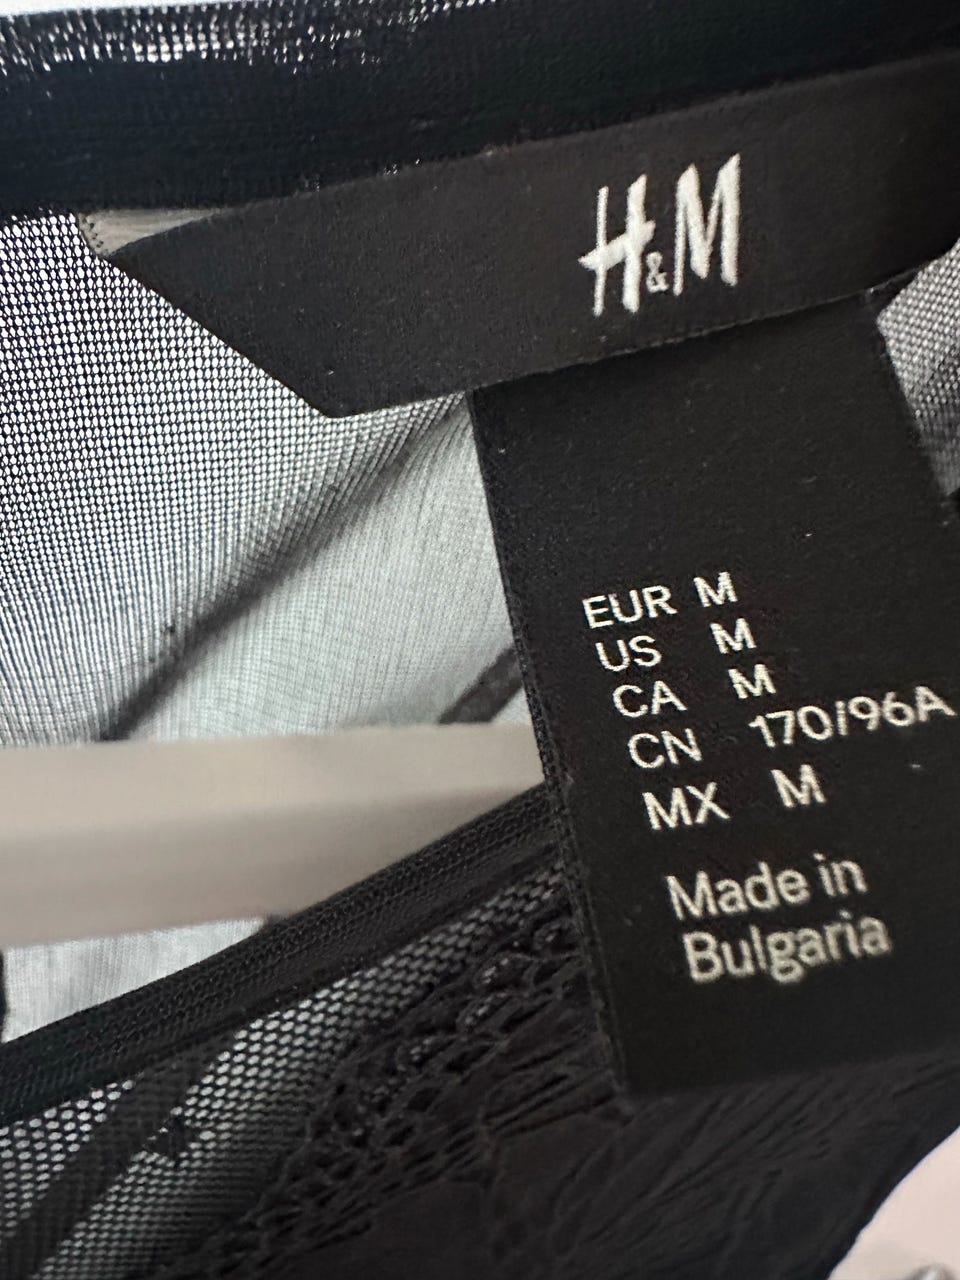 H&M
EUR M
US M
CA M
CN 170/96A
MX M
Made in
Bulgaria